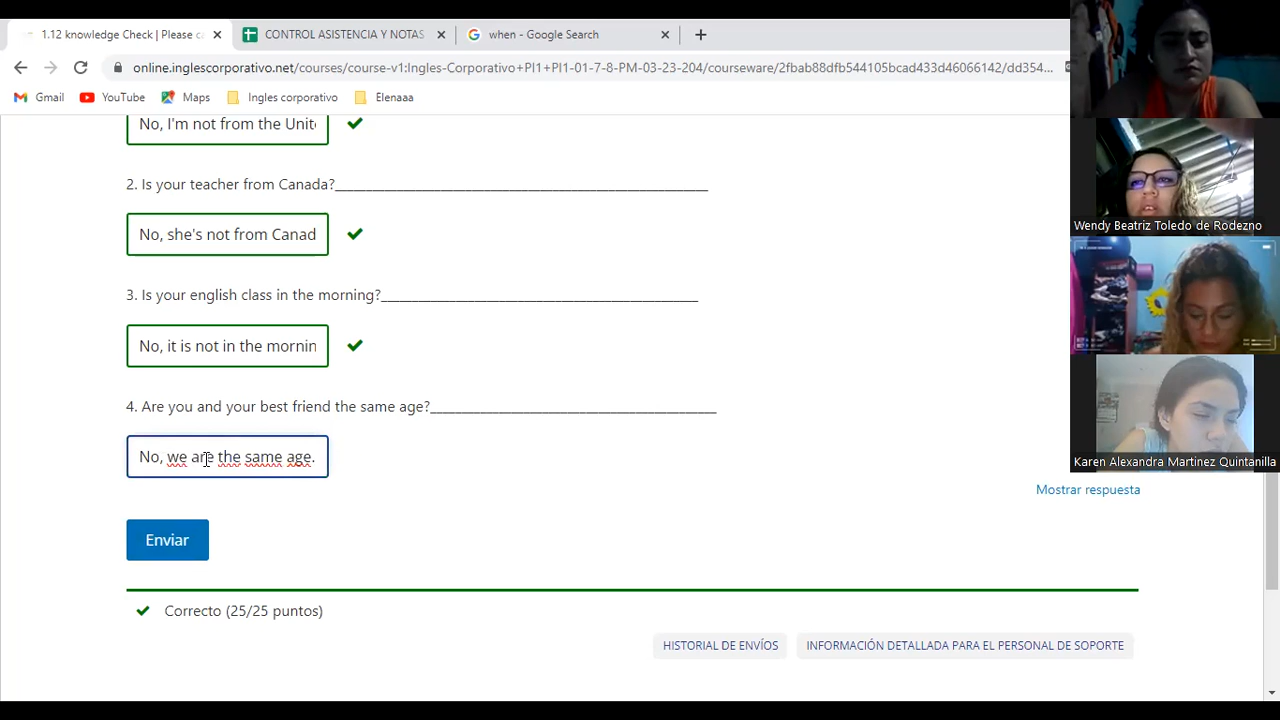 1.12 knowledge Check | Please ca
CONTROL ASISTENCIA Y NOTAS
when - Google Search
online.inglescorporativo.net/courses/course-v1:Ingles-Corporativo+PI1+PI1-01-7-8-PM-03-23-204/courseware/2fbab88dfb544105bcad433d46066142/dd354...
Gmail
YouTube
Maps
Ingles corporativo
Elenaaa
No, I'm not from the Unite
2. Is your teacher from Canada?
No, she's not from Canad
3. Is your english class in the morning?
No, it is not in the mornin
4. Are you and your best friend the same age?
No, we are the same age.
Mostrar respuesta
Enviar
Correcto (25/25 puntos)
HISTORIAL DE ENVÍOS
INFORMACIÓN DETALLADA PARA EL PERSONAL DE SOPORTE
Wendy Beatriz Toledo de Rodezno
Karen Alexandra Martinez Quintanilla